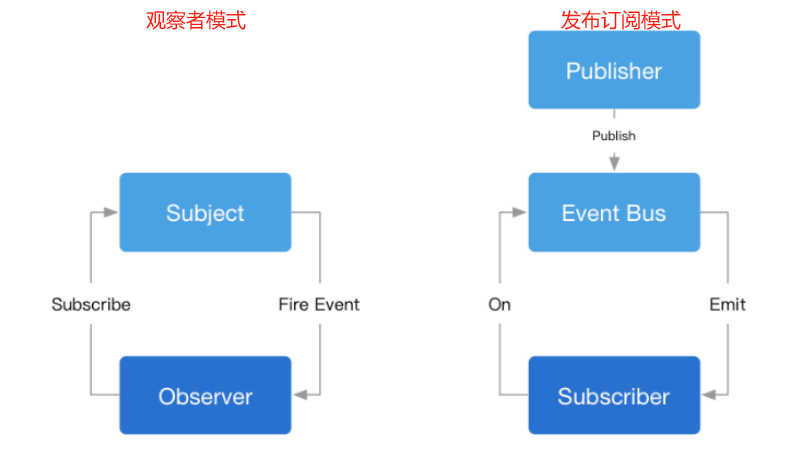 观察者模式
发布订阅模式
Publisher
Publish
Subject
Event Bus
Subscribe
Fire Event
On
Emit
Observer
Subscriber